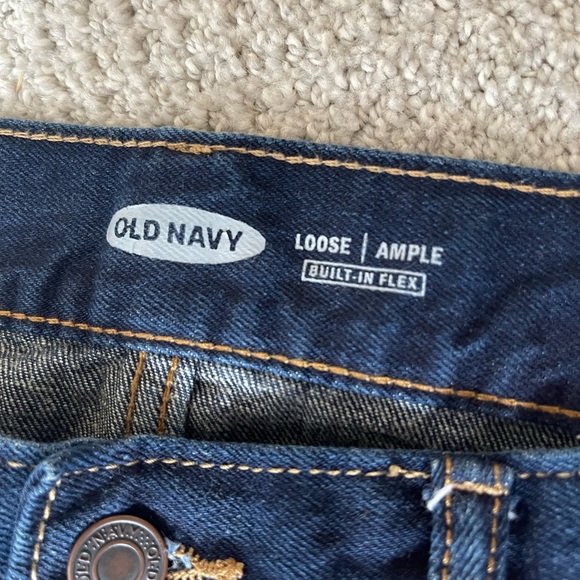 OLD NAVY
LOOSE | AMPLE
BUILT-IN FLEX